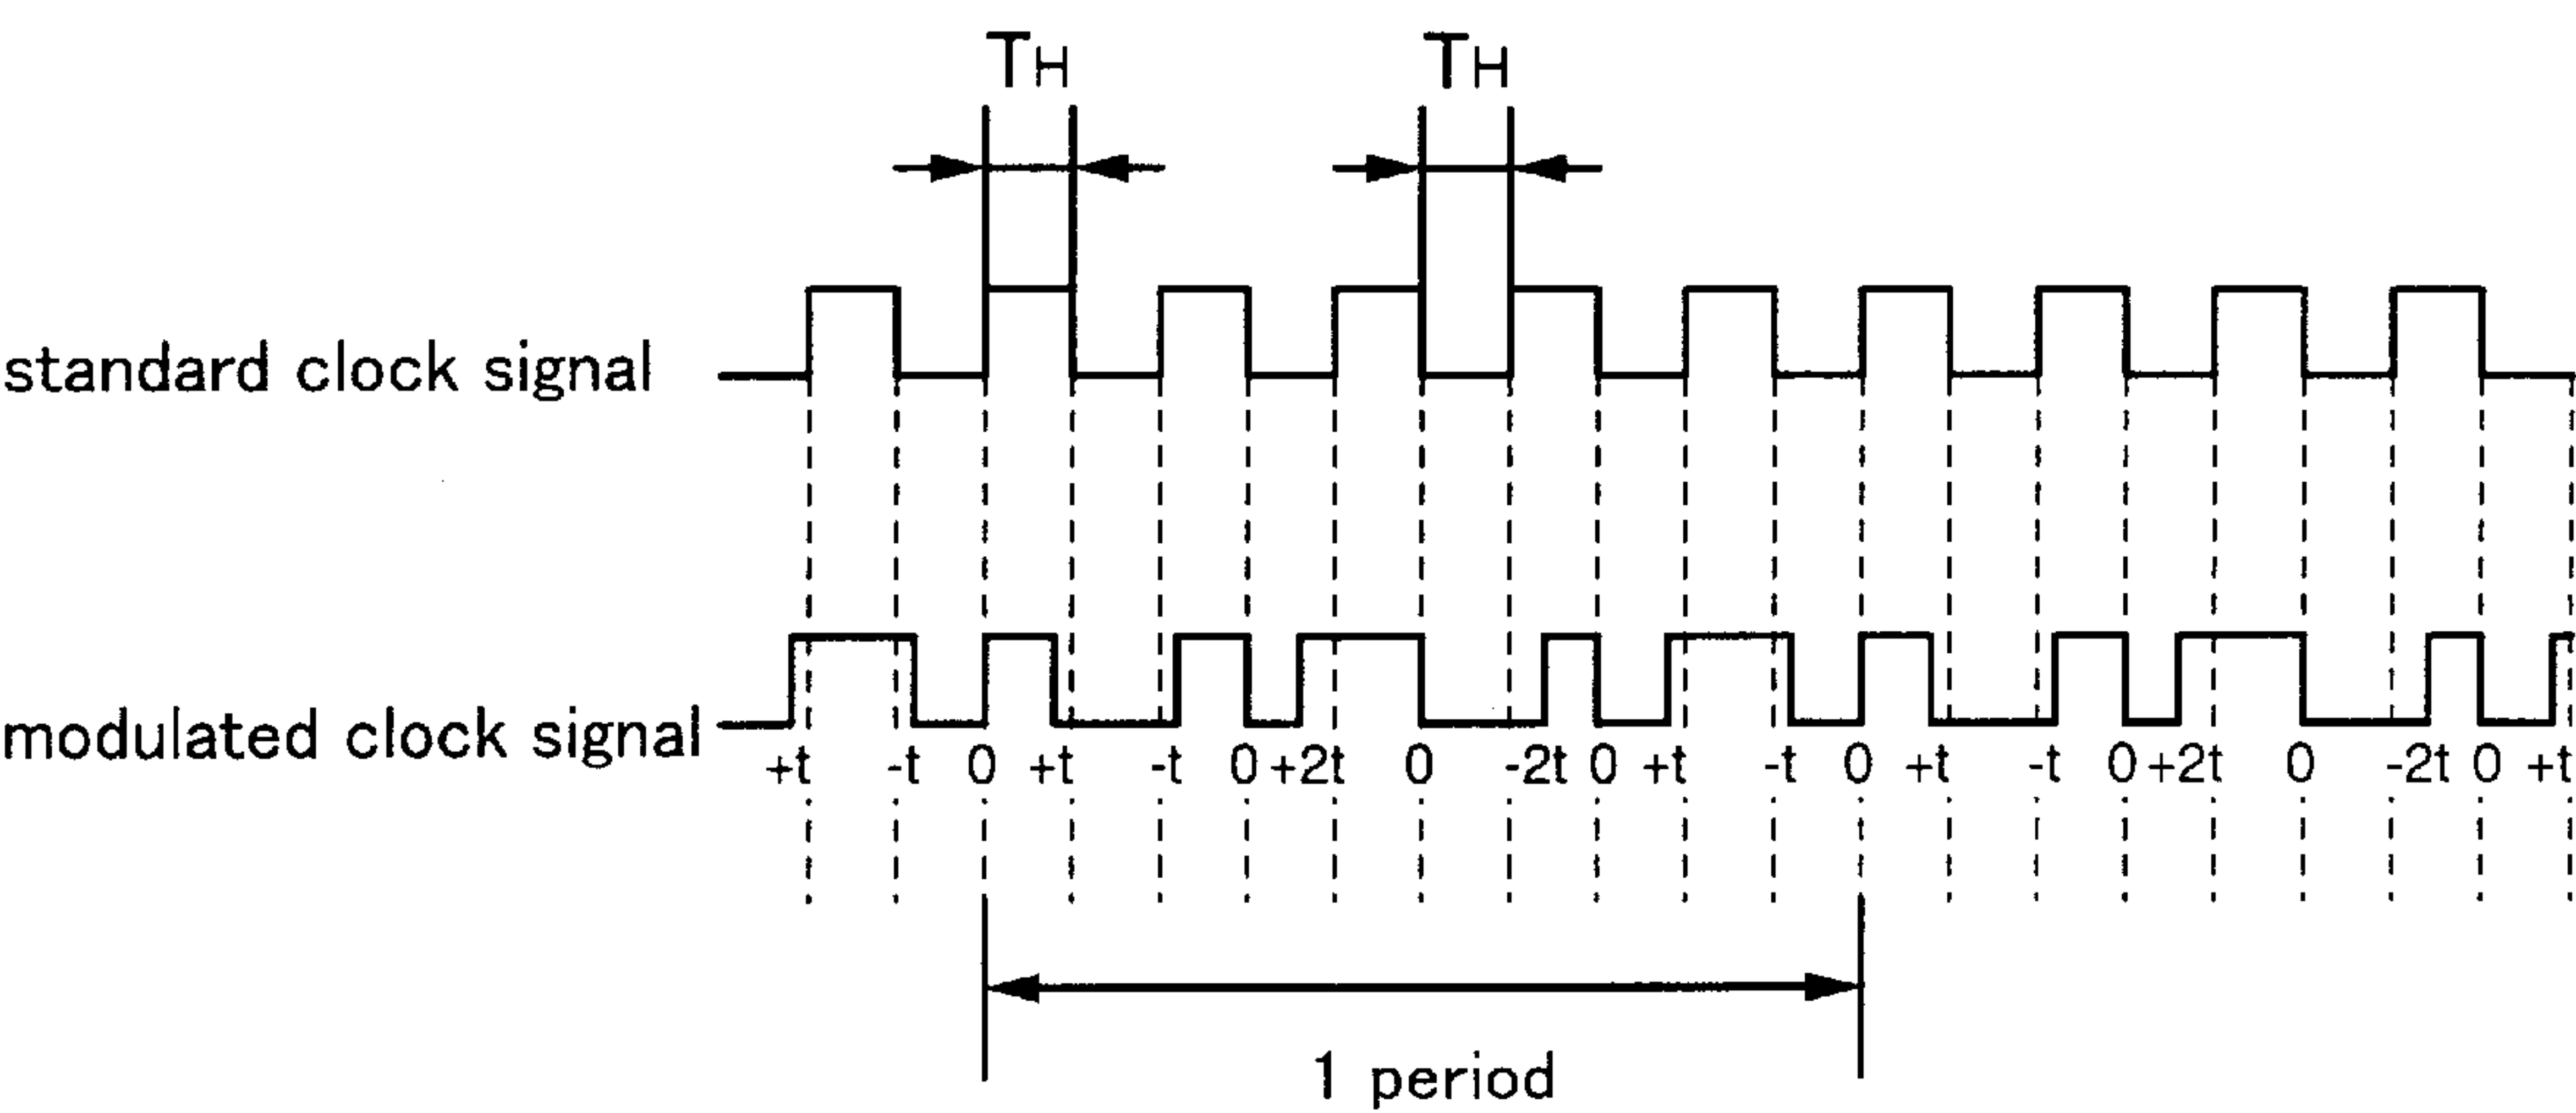 TH TH
standard clock signal
modulated clock signal
+t -t 0 +t -t 0 +2t 0 -2t 0 +t -t 0 +t -t 0 +2t 0 -2t 0 +t
1 period